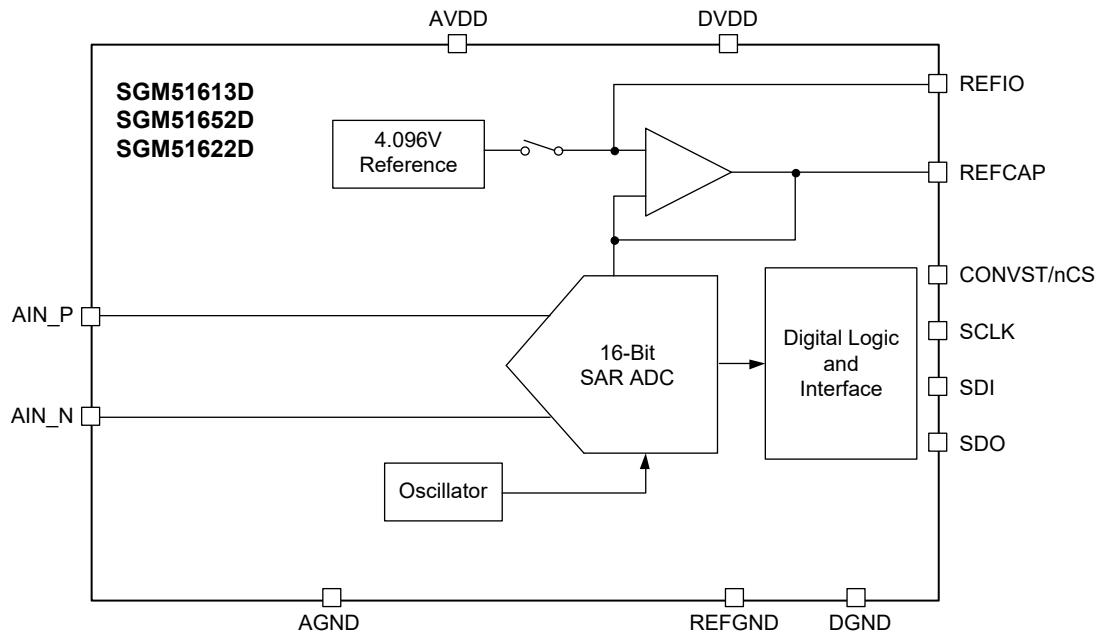 AVDD
DVDD
SGM51613D
SGM51652D
SGM51622D
4.096V
Reference
REFIO
REFCAP
CONVST/nCS
SCLK
SDI
SDO
AIN_P
AIN_N
16-Bit
SAR ADC
Digital Logic
and
Interface
Oscillator
AGND
REFGND
DGND